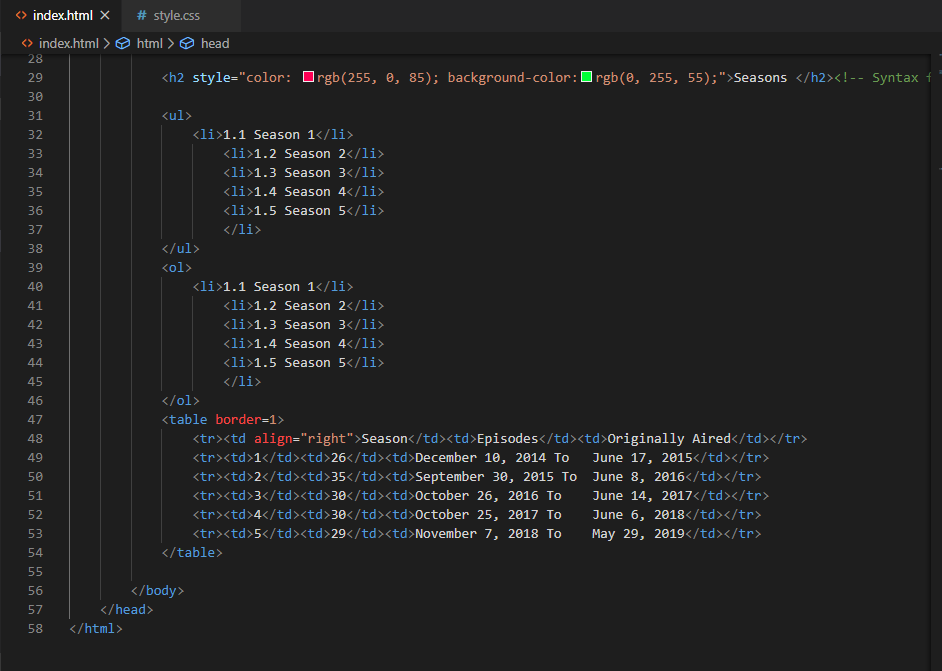 <> index.html × # style.css
<> index.html > html > head
28
29 <h2 style="color: rgb(255, 0, 85); background-color: rgb(0, 255, 55);">Seasons </h2><!-- Syntax
30
31 <ul>
32 <li>1.1 Season 1</li>
33 <li>1.2 Season 2</li>
34 <li>1.3 Season 3</li>
35 <li>1.4 Season 4</li>
36 <li>1.5 Season 5</li>
37 </li>
38 </ul>
39 <ol>
40 <li>1.1 Season 1</li>
41 <li>1.2 Season 2</li>
42 <li>1.3 Season 3</li>
43 <li>1.4 Season 4</li>
44 <li>1.5 Season 5</li>
45 </li>
46 </ol>
47 <table border=1>
48 <tr><td align="right">Season</td><td>Episodes</td><td>Originally Aired</td></tr>
49 <tr><td>1</td><td>26</td><td>December 10, 2014 To   June 17, 2015</td></tr>
50 <tr><td>2</td><td>35</td><td>September 30, 2015 To  June 8, 2016</td></tr>
51 <tr><td>3</td><td>30</td><td>October 26, 2016 To    June 14, 2017</td></tr>
52 <tr><td>4</td><td>30</td><td>October 25, 2017 To    June 6, 2018</td></tr>
53 <tr><td>5</td><td>29</td><td>November 7, 2018 To    May 29, 2019</td></tr>
54 </table>
55
56 </body>
57 </head>
58 </html>